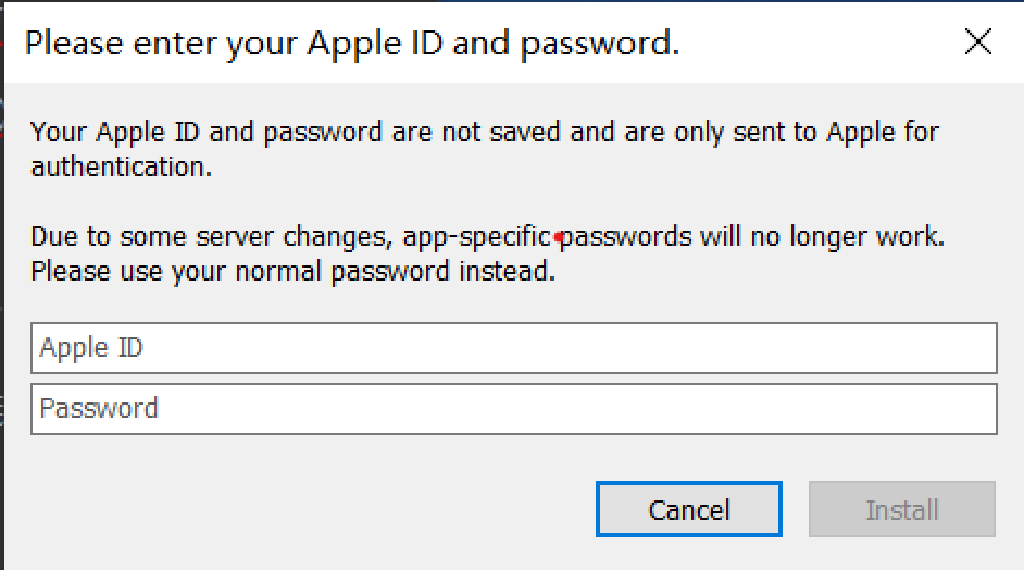 Please enter your Apple ID and password.
Your Apple ID and password are not saved and are only sent to Apple for
authentication.
Due to some server changes, app-specific passwords will no longer work.
Please use your normal password instead.
Apple ID
Password
Cancel
Install